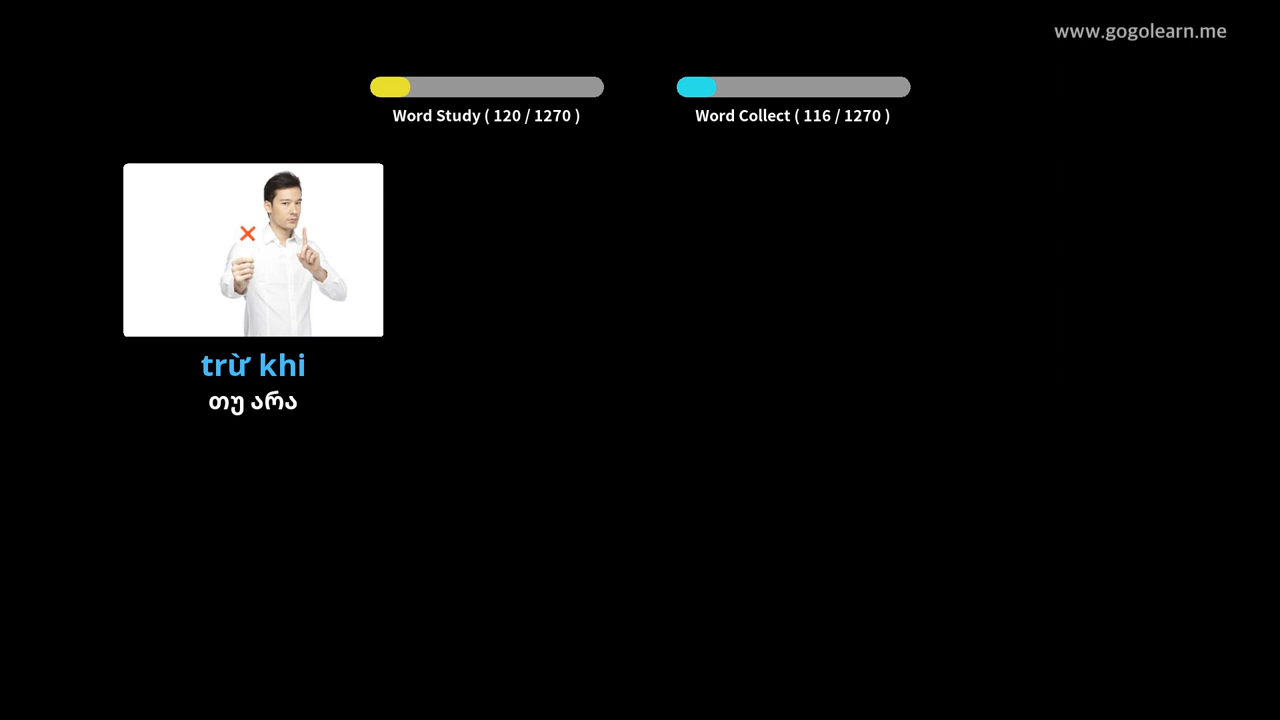 www.gogolearn.me
Word Study ( 120 / 1270 )
Word Collect ( 116 / 1270 )
trừ khi
თუ არა